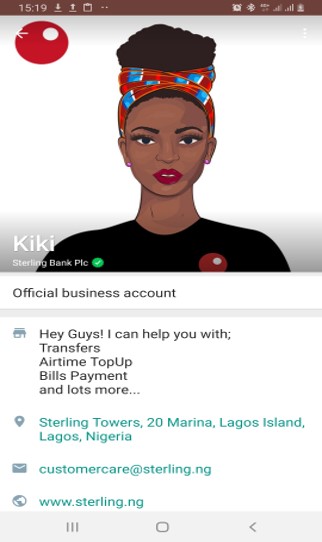 15:19
Kiki
Sterling Bank Plc
Official business account
Hey Guys! I can help you with;
Transfers
Airtime TopUp
Bills Payment
and lots more...
Sterling Towers, 20 Marina, Lagos Island,
Lagos, Nigeria
customercare@sterling.ng
www.sterling.ng